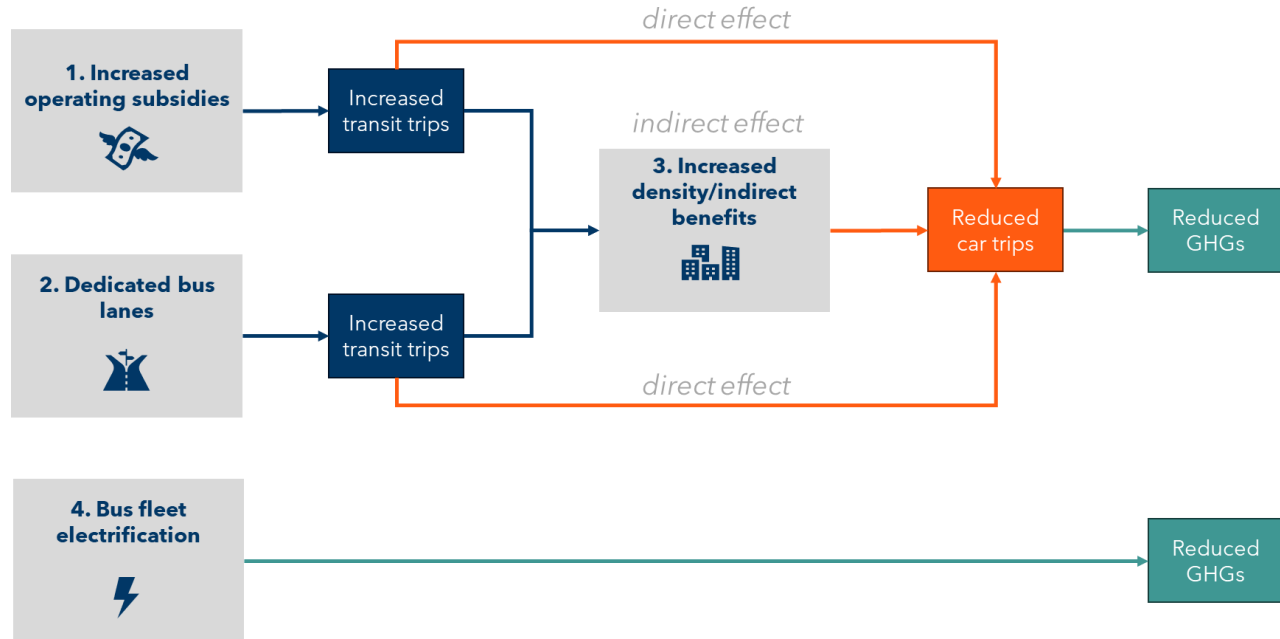 direct effect
1. Increased
operating subsidies
Increased
transit trips
indirect effect
3. Increased
density/indirect
benefits
Reduced
car trips
Reduced
GHGs
2. Dedicated bus
lanes
Increased
transit trips
direct effect
4. Bus fleet
electrification
Reduced
GHGs